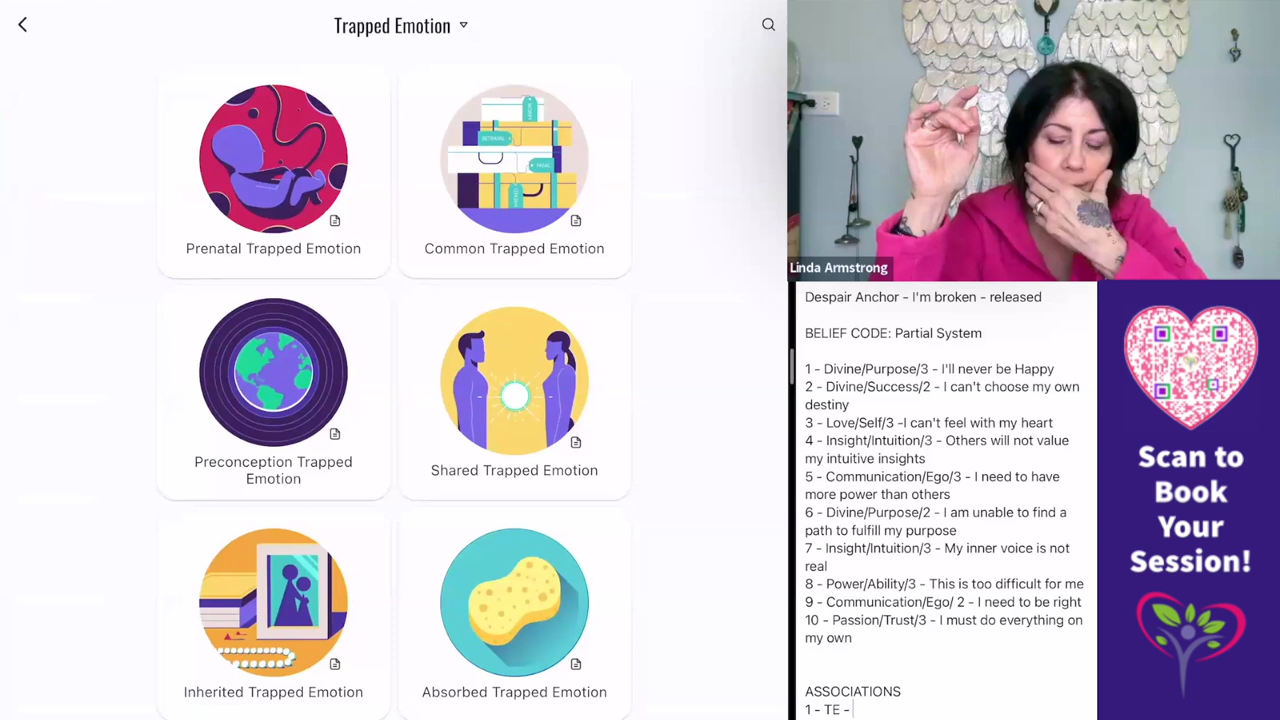 Trapped Emotion
Prenatal Trapped Emotion
BETRAYAL
PANIC
Common Trapped Emotion
Preconception Trapped
Emotion
Shared Trapped Emotion
Inherited Trapped Emotion
Absorbed Trapped Emotion
Linda Armstrong
Despair Anchor - I'm broken - released
BELIEF CODE: Partial System
1 - Divine/Purpose/3 - I'll never be Happy
2 - Divine/Success/2 - I can't choose my own
destiny
3 - Love/Self/3 -I can't feel with my heart
4 - Insight/Intuition/3 - Others will not value
my intuitive insights
5 - Communication/Ego/3 - I need to have
more power than others
6 - Divine/Purpose/2 - I am unable to find a
path to fulfill my purpose
7 - Insight/Intuition/3 - My inner voice is not
real
8 - Power/Ability/3 - This is too difficult for me
9 - Communication/Ego/ 2 - I need to be right
10 - Passion/Trust/3 - I must do everything on
my own
ASSOCIATIONS
1 - TE -
Scan to
Book
Your
Session!